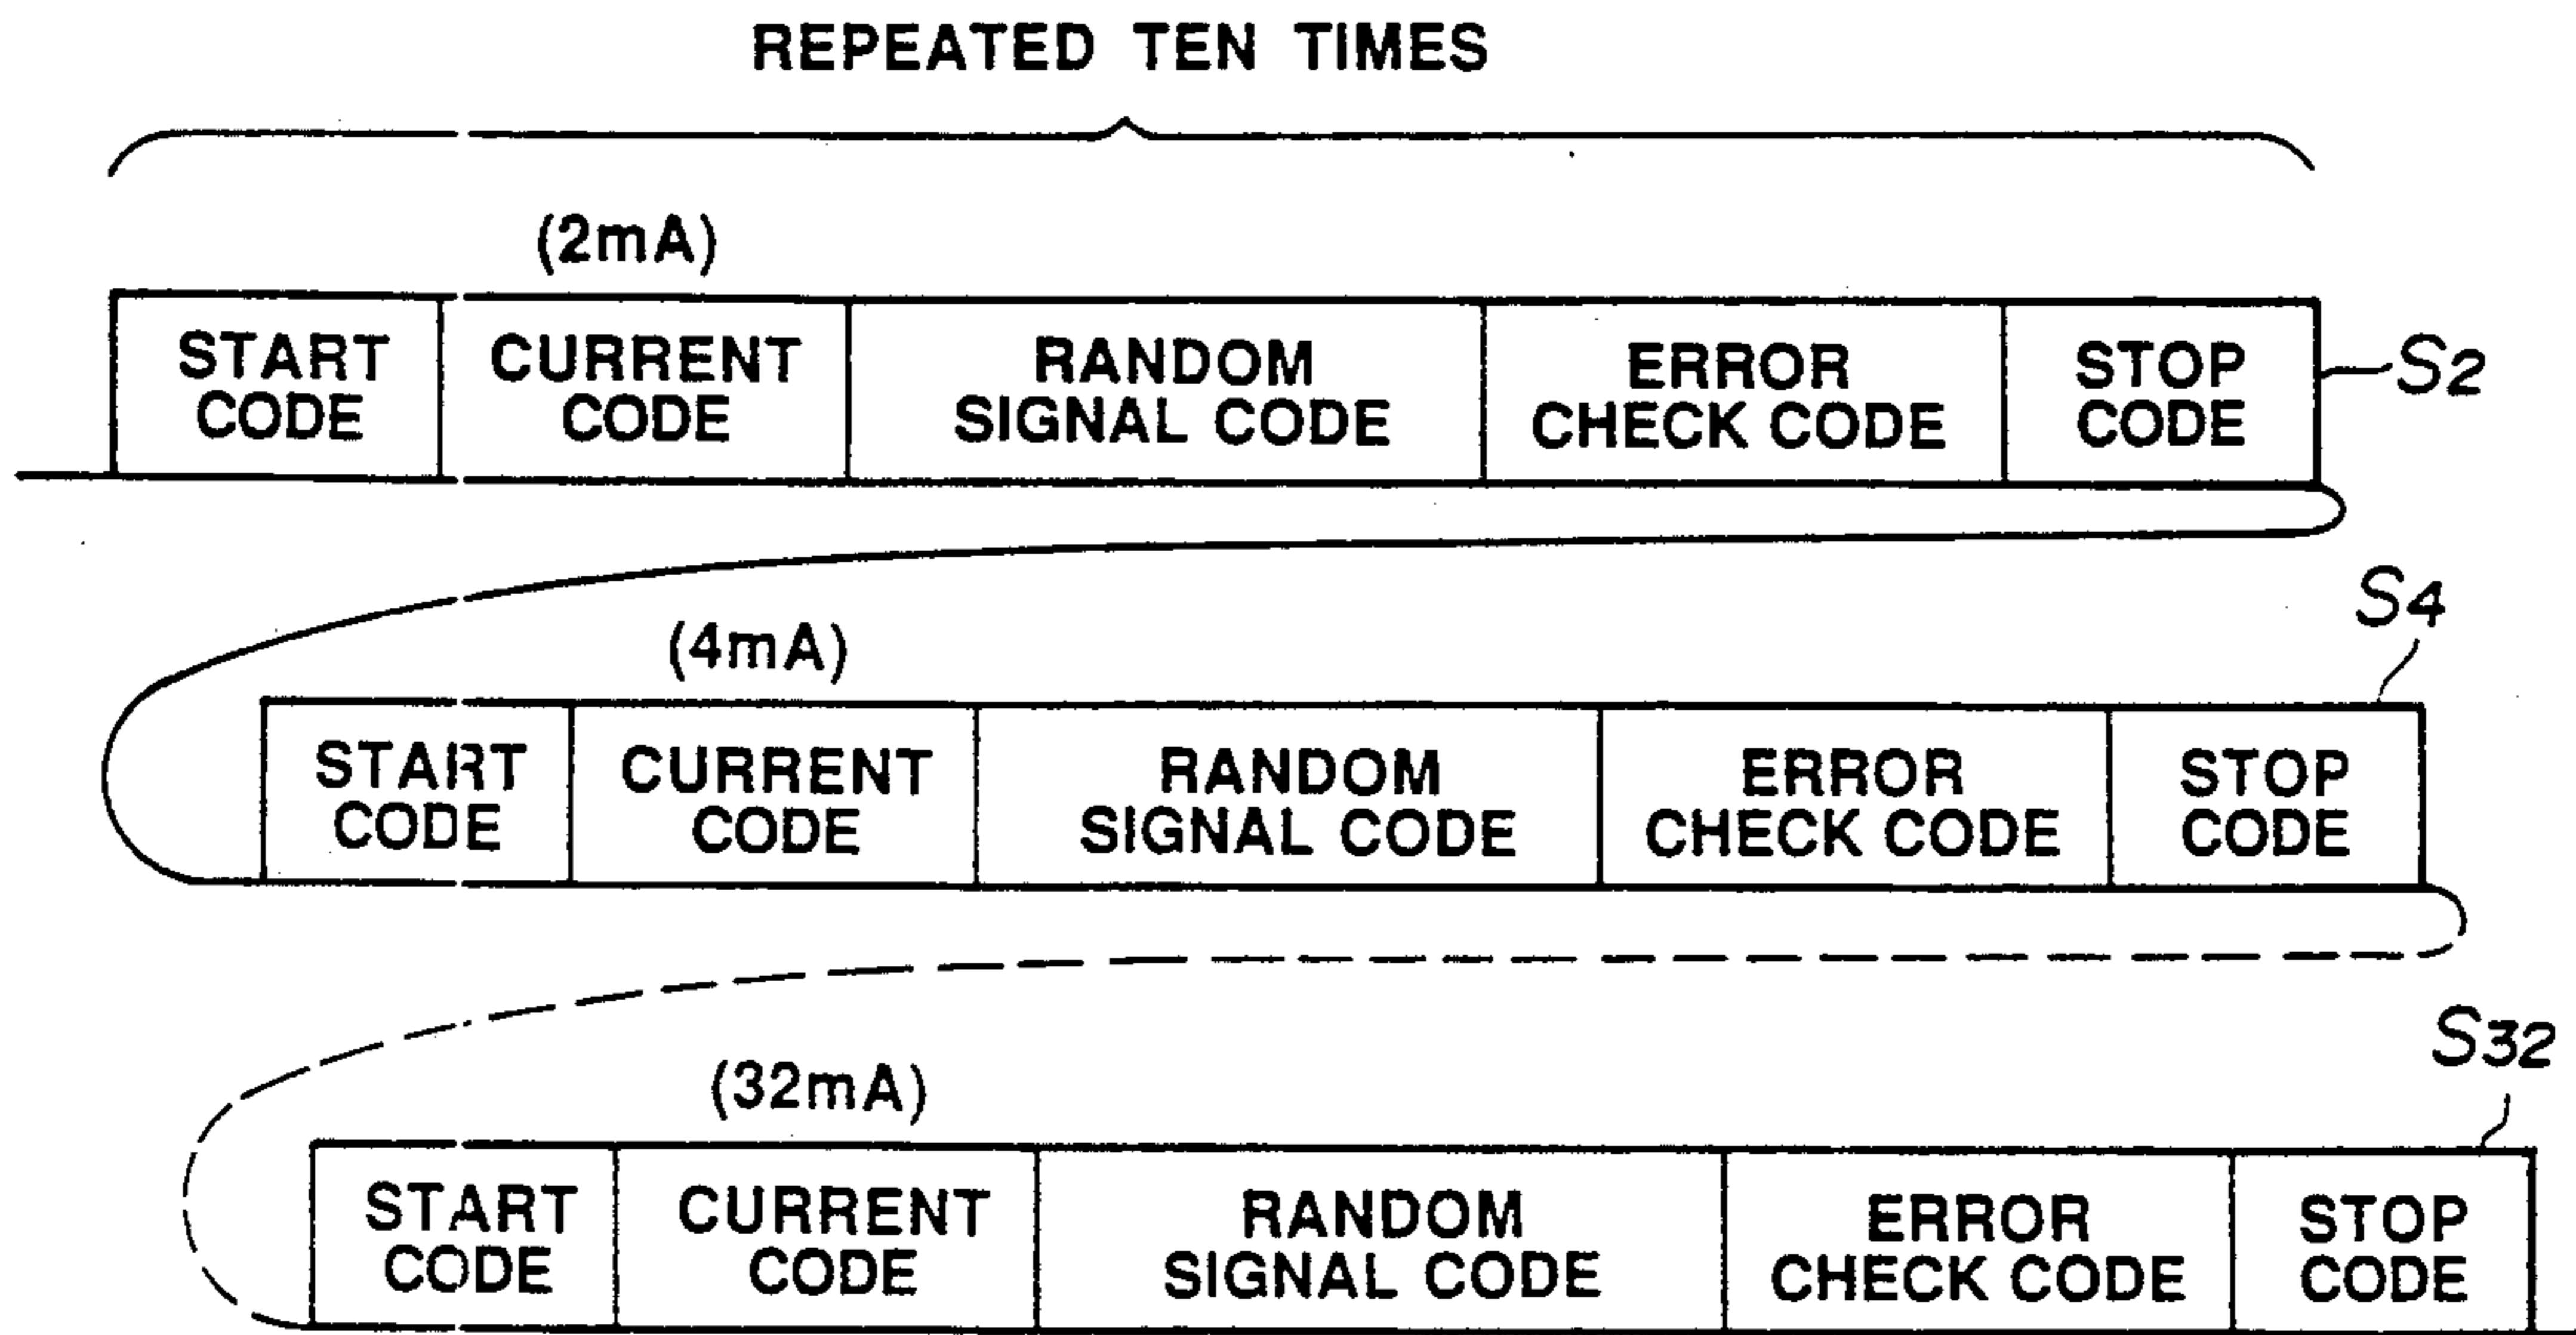 REPEATED TEN TIMES
(2mA)
START CODE
CURRENT CODE
RANDOM SIGNAL CODE
ERROR CHECK CODE
STOP CODE
S2
S4
(4mA)
START CODE
CURRENT CODE
RANDOM SIGNAL CODE
ERROR CHECK CODE
STOP CODE
S32
(32mA)
START CODE
CURRENT CODE
RANDOM SIGNAL CODE
ERROR CHECK CODE
STOP CODE